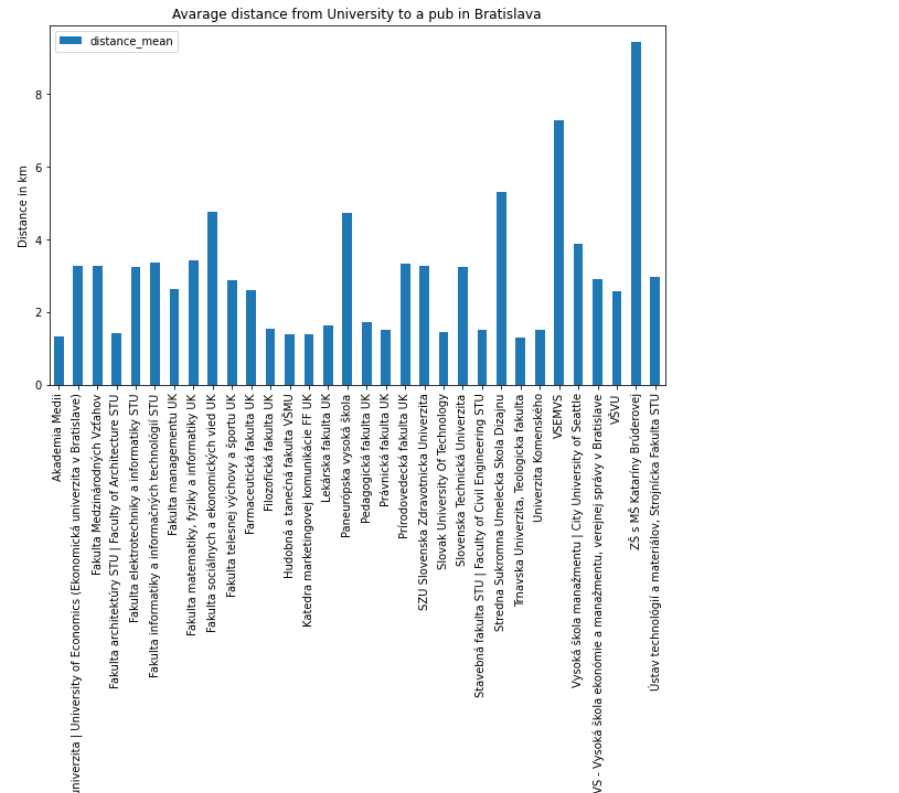 Avarage distance from University to a pub in Bratislava
distance_mean
Distance in km
8
6
4
2
0
Akademia Medii
univerzita | University of Economics (Ekonomická univerzita v Bratislave)
Fakulta Medzinárodných Vzťahov
Fakulta architektúry STU | Faculty of Architecture STU
Fakulta elektrotechniky a informatiky STU
Fakulta informatiky a informačných technológií STU
Fakulta managementu UK
Fakulta matematiky, fyziky a informatiky UK
Fakulta sociálnych a ekonomických vied UK
Fakulta telesnej výchovy a športu UK
Farmaceutická fakulta UK
Filozofická fakulta UK
Hudobná a tanečná fakulta VŠMU
Katedra marketingovej komunikácie FF UK
Lekárska fakulta UK
Paneurópska vysoká škola
Pedagogická fakulta UK
Právnická fakulta UK
Prírodovedecká fakulta UK
SZU Slovenska Zdravotnicka Univerzita
Slovak University Of Technology
Slovenska Technická Univerzita
Stavebná fakulta STU | Faculty of Civil Engineering STU
Stredna Sukromna Umelecka Skola Dizajnu
Trnavska Univerzita, Teologicka fakulta
Univerzita Komenského
VSEMVS
Vysoká škola manažmentu | City University of Seattle
VS - Vysoká škola ekonómie a manažmentu, verejnej správy v Bratislave
VŠVU
ZŠ s MŠ Kataríny Brúderovej
Ústav technológií a materiálov, Strojnícka Fakulta STU